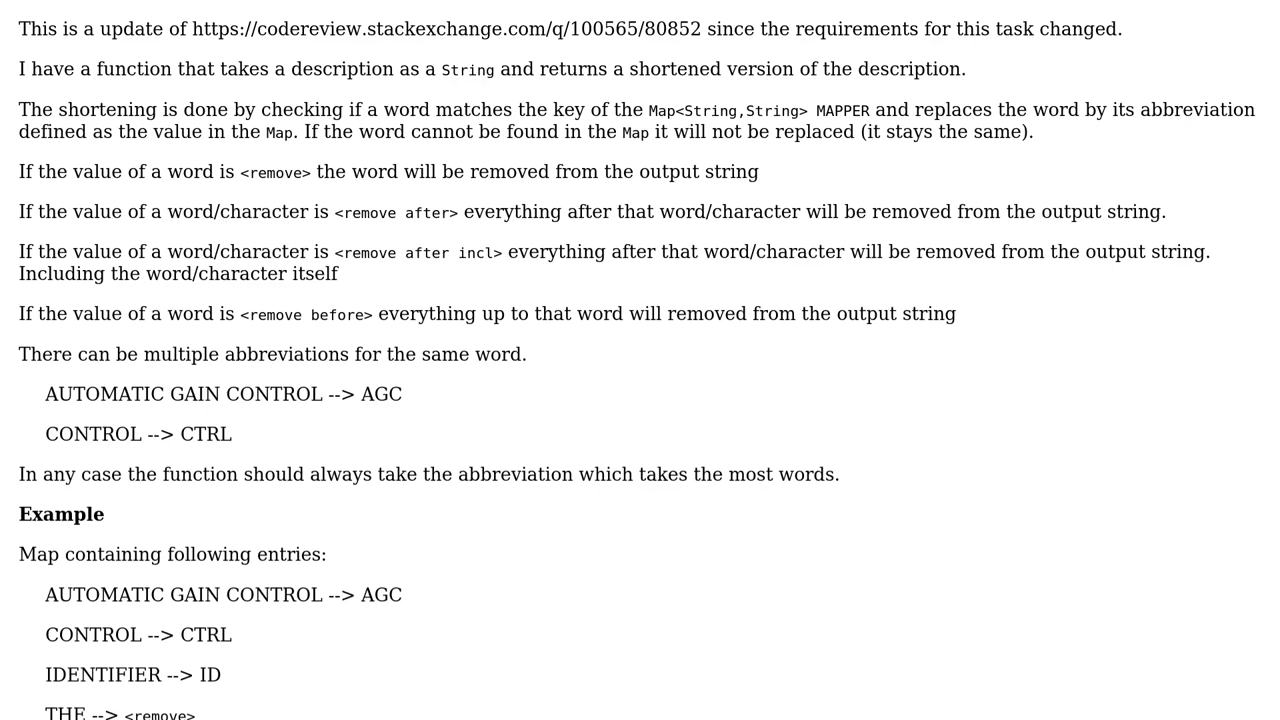 This is a update of https://codereview.stackexchange.com/q/100565/80852 since the requirements for this task changed.
I have a function that takes a description as a String and returns a shortened version of the description.
The shortening is done by checking if a word matches the key of the Map<String,String> MAPPER and replaces the word by its abbreviation
defined as the value in the Map. If the word cannot be found in the Map it will not be replaced (it stays the same).
If the value of a word is <remove> the word will be removed from the output string
If the value of a word/character is <remove after> everything after that word/character will be removed from the output string.
If the value of a word/character is <remove after incl> everything after that word/character will be removed from the output string.
Including the word/character itself
If the value of a word is <remove before> everything up to that word will removed from the output string
There can be multiple abbreviations for the same word.
AUTOMATIC GAIN CONTROL --> AGC
CONTROL --> CTRL
In any case the function should always take the abbreviation which takes the most words.
Example
Map containing following entries:
AUTOMATIC GAIN CONTROL --> AGC
CONTROL --> CTRL
IDENTIFIER --> ID
THE --> <remove>